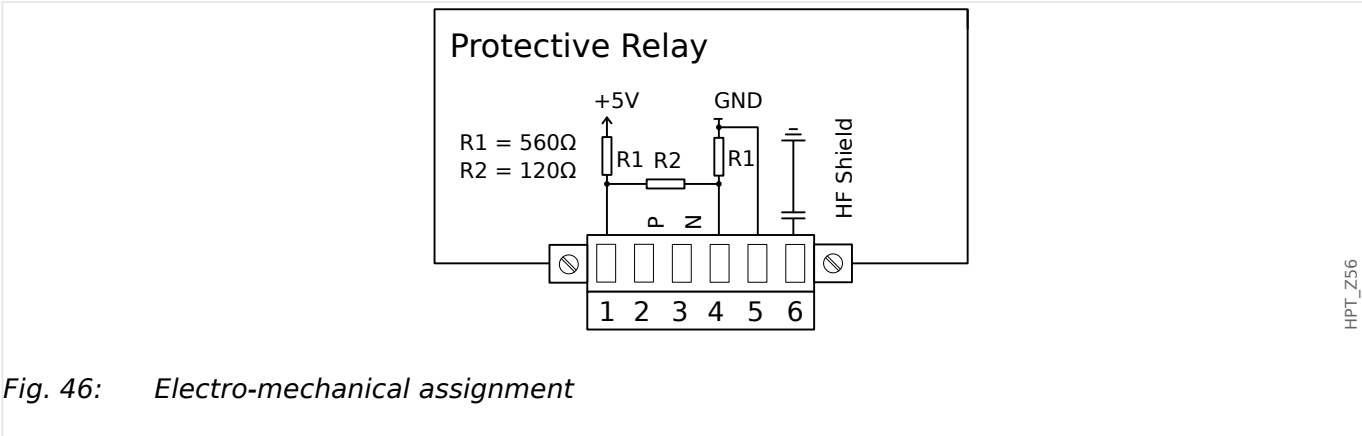 Protective Relay
+5V GND
R1 = 560Ω
R2 = 120Ω
R1 R2 R1
HF Shield
P N
1 2 3 4 5 6
HPT_Z56
Fig. 46: Electro-mechanical assignment